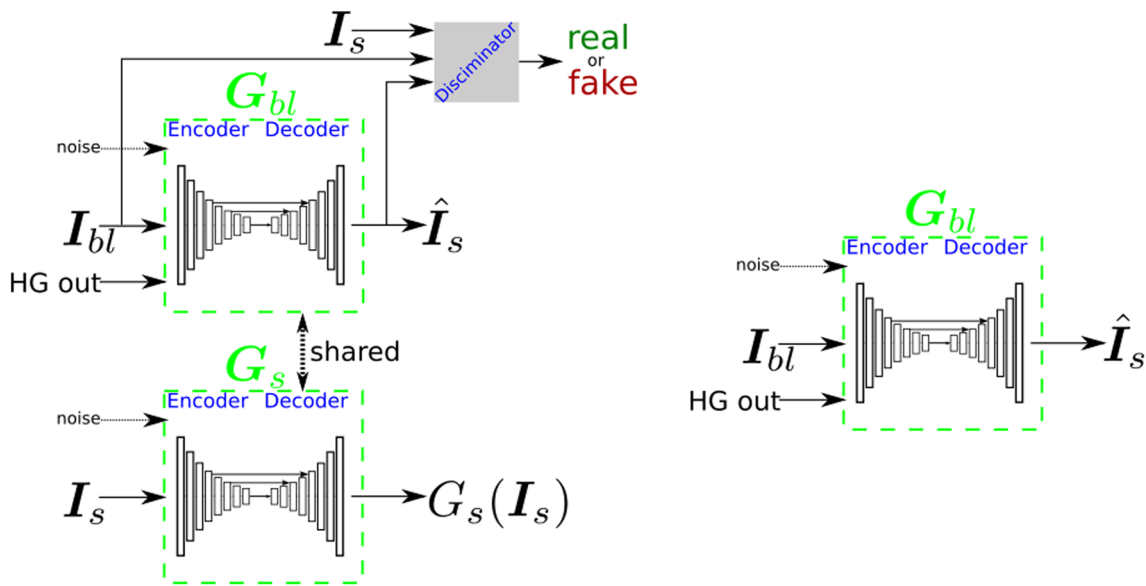 I_s
real
or
fake
Discriminator
G_bl
Encoder Decoder
noise
I_bl
Î_s
HG out
shared
G_s
Encoder Decoder
noise
I_s
G_s(I_s)
G_bl
Encoder Decoder
noise
I_bl
Î_s
HG out